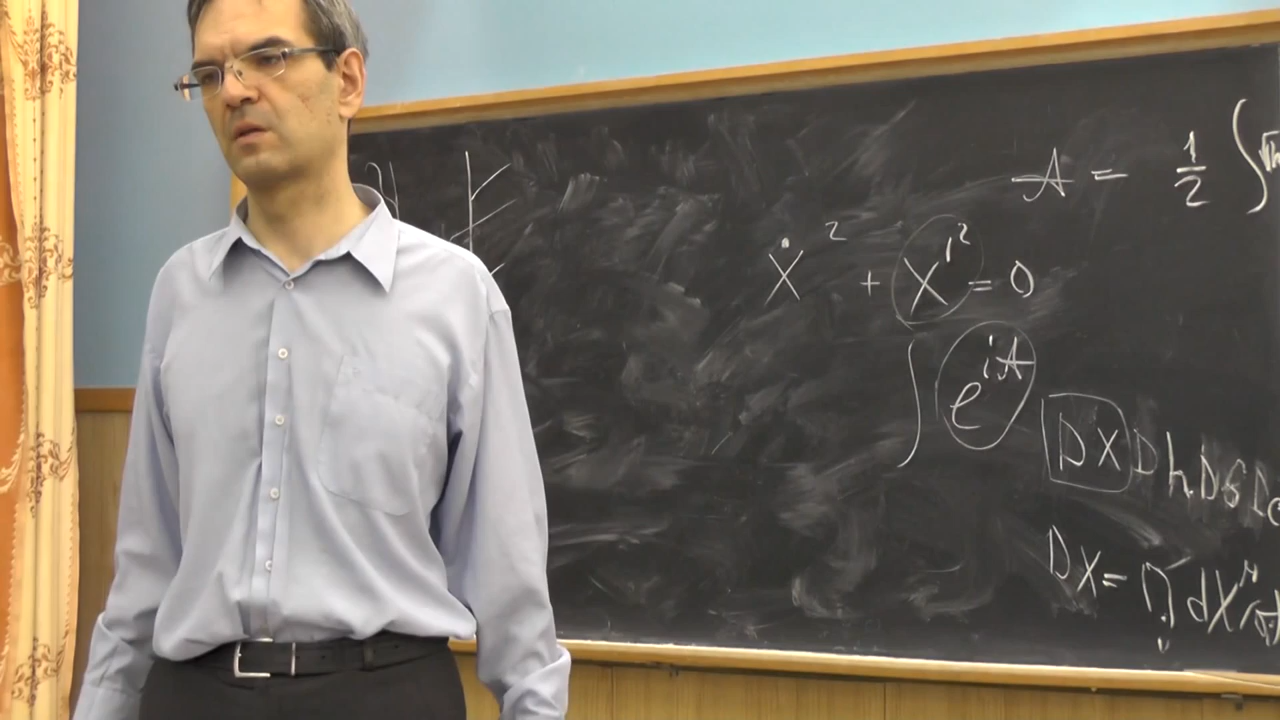 A = 1/2 ∫
Ẋ² + X'² = 0
∫ e^{iA} DX Dh D
DX = ∏ dX^μ